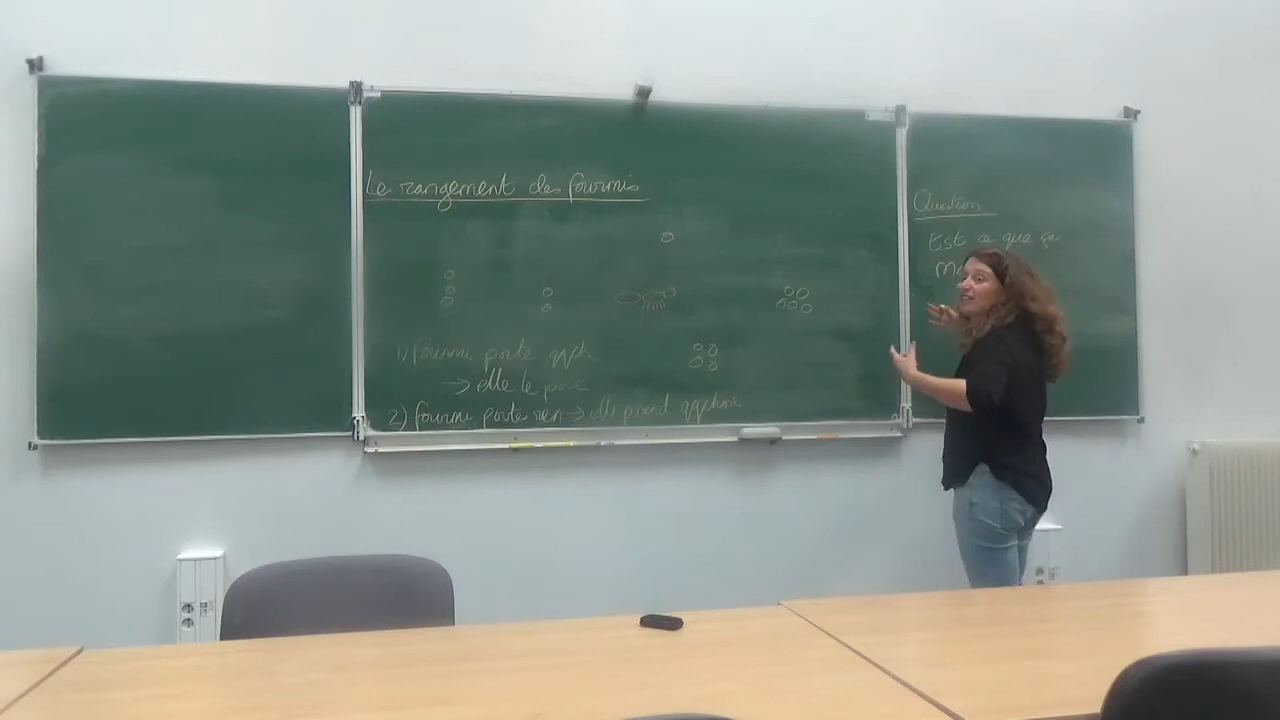 Le rangement des fourmis
1) fourmi porte qqch
→ elle le pose
2) fourmi porte rien → elle prend qqchose
Question
Est ce que ça